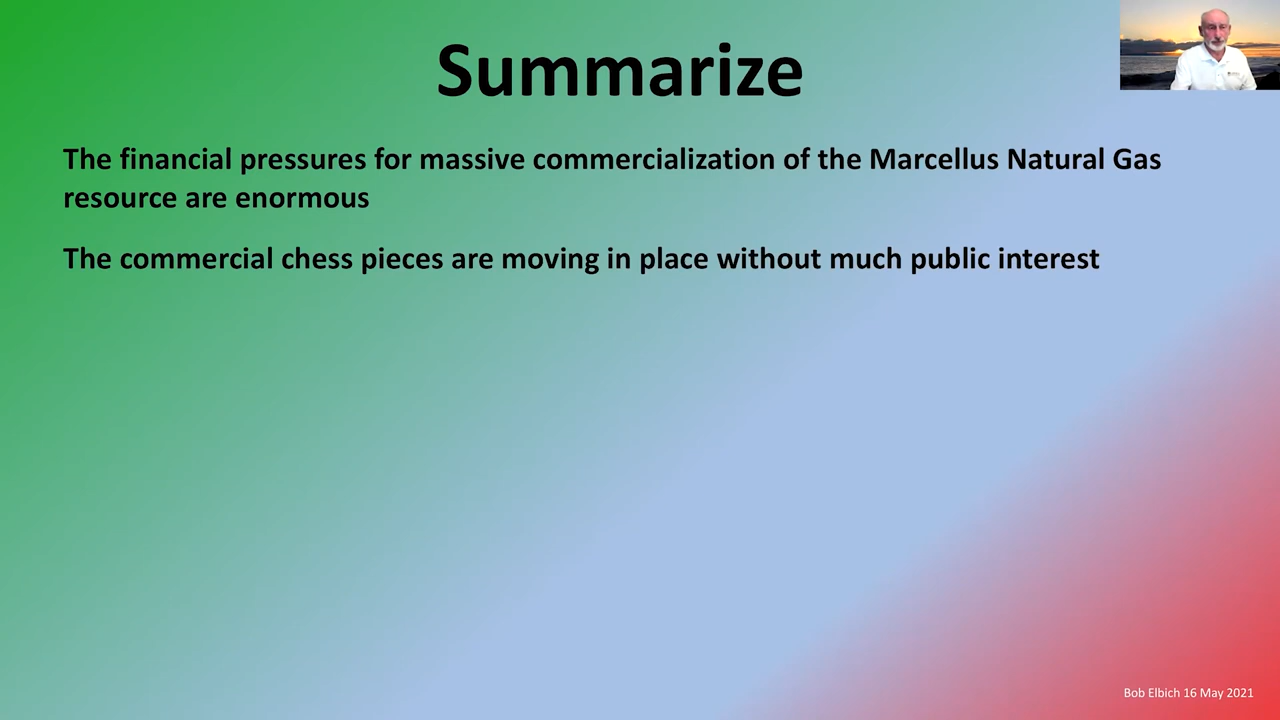 Summarize
The financial pressures for massive commercialization of the Marcellus Natural Gas
resource are enormous
The commercial chess pieces are moving in place without much public interest
Bob Elbich 16 May 2021